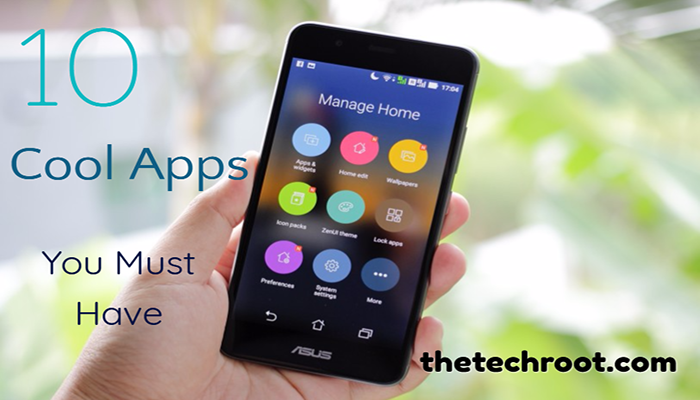 10
Cool Apps
You Must
Have
17:04
Manage Home
Apps &
widgets
Home edit
Wallpapers
Icon packs
ZenUI theme
Lock apps
Preferences
System
settings
More
ASUS
thetechroot.com